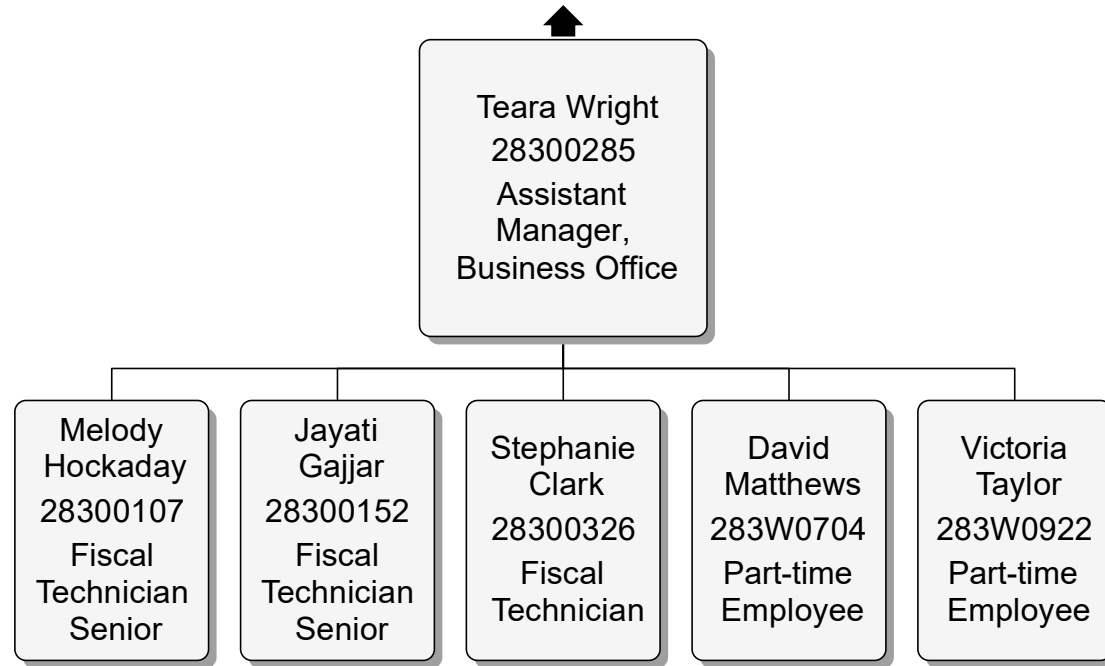 Teara Wright
28300285
Assistant
Manager,
Business Office
Melody
Hockaday
28300107
Fiscal
Technician
Senior
Jayati
Gajjar
28300152
Fiscal
Technician
Senior
Stephanie
Clark
28300326
Fiscal
Technician
David
Matthews
283W0704
Part-time
Employee
Victoria
Taylor
283W0922
Part-time
Employee